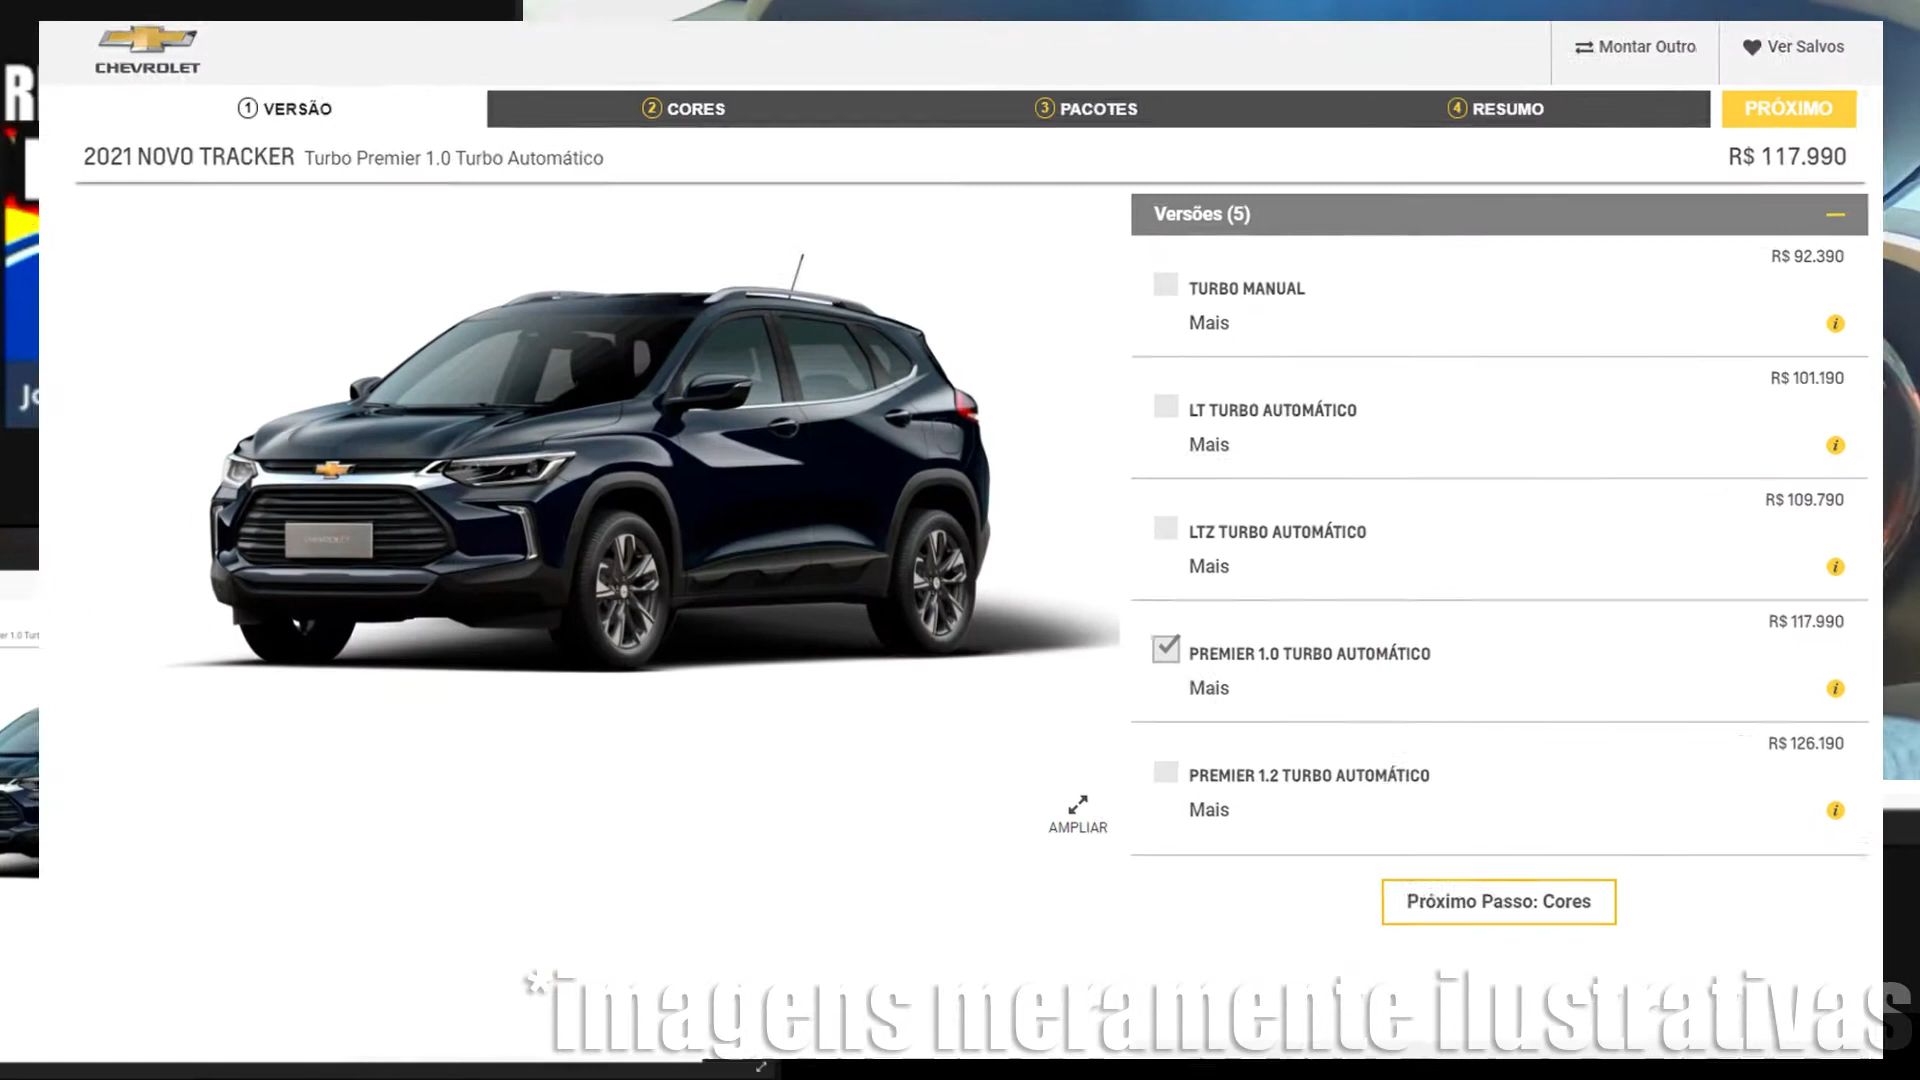 CHEVROLET
Montar Outro
Ver Salvos
1 VERSÃO
2 CORES
3 PACOTES
4 RESUMO
PRÓXIMO
2021 NOVO TRACKER Turbo Premier 1.0 Turbo Automático
R$ 117.990
Versões (5)
R$ 92.390
TURBO MANUAL
Mais
R$ 101.190
LT TURBO AUTOMÁTICO
Mais
R$ 109.790
LTZ TURBO AUTOMÁTICO
Mais
R$ 117.990
PREMIER 1.0 TURBO AUTOMÁTICO
Mais
R$ 126.190
PREMIER 1.2 TURBO AUTOMÁTICO
Mais
AMPLIAR
Próximo Passo: Cores
*imagens meramente ilustrativas